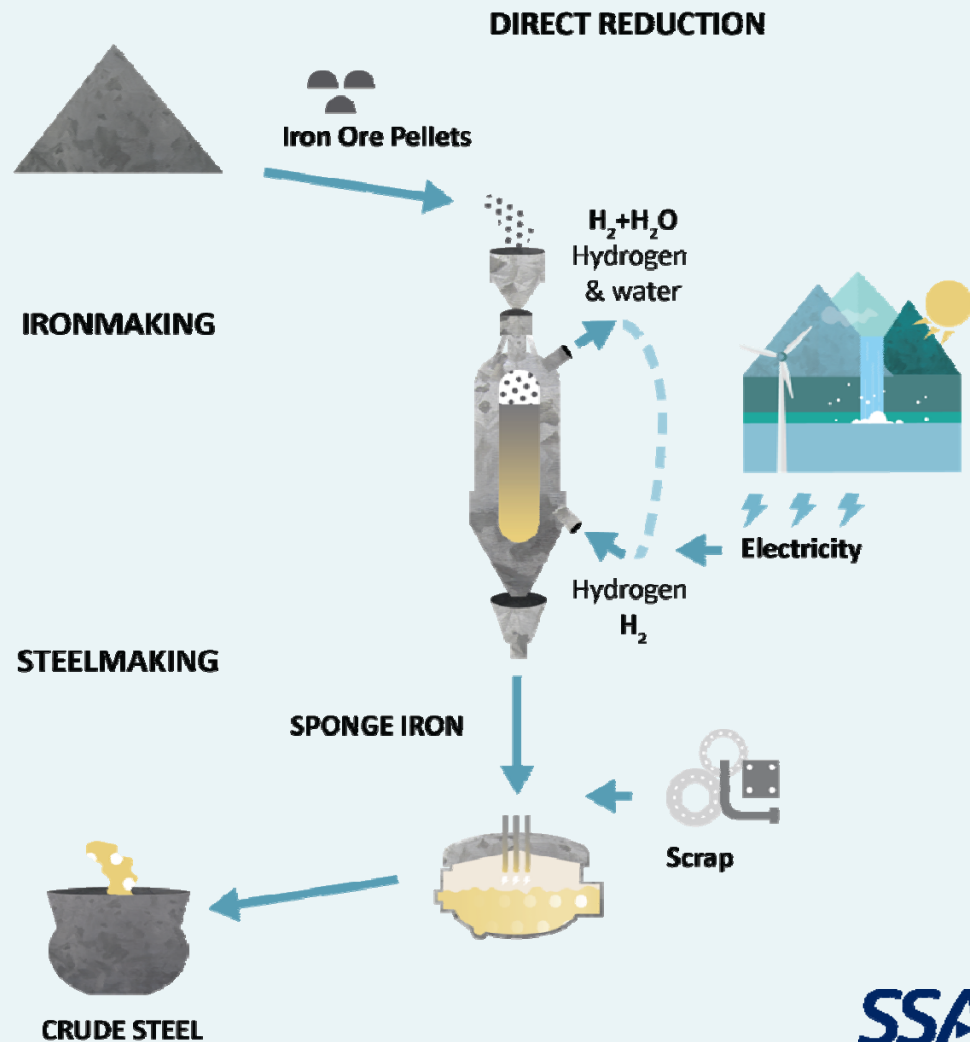 DIRECT REDUCTION
Iron Ore Pellets
H₂+H₂O
Hydrogen
& water
IRONMAKING
Electricity
Hydrogen
H₂
STEELMAKING
SPONGE IRON
Scrap
CRUDE STEEL